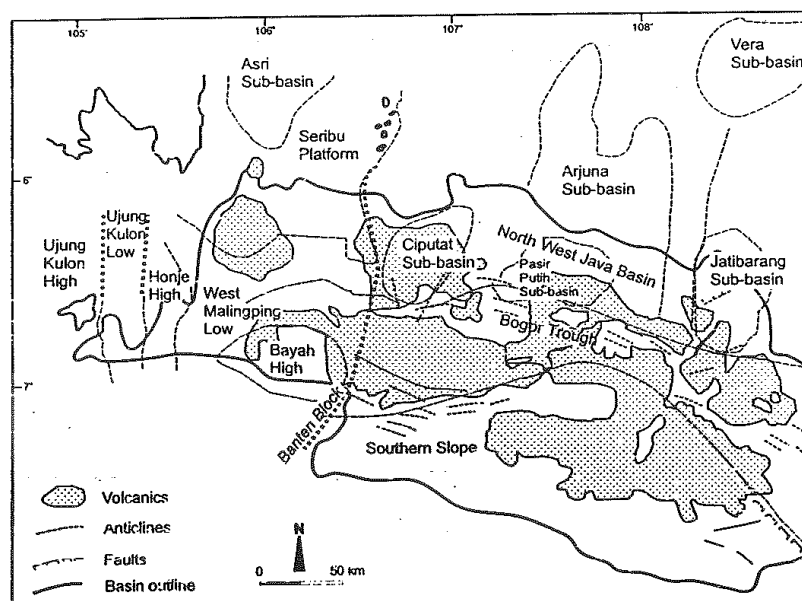 105°
106°
107°
108°
Asri
Sub-basin
Vera
Sub-basin
Seribu
Platform
Arjuna
Sub-basin
6°
Ujung
Kulon
Low
Ujung
Kulon
High
Honje
High
Ciputat
Sub-basin
North West Java Basin
Pasir
Putih
Sub-basin
Jatibarang
Sub-basin
West
Malingping
Low
Bogor Trough
Bayah
High
7°
Banten Block
Southern Slope
Volcanics
Anticlines
Faults
Basin outline
N
0 50 km